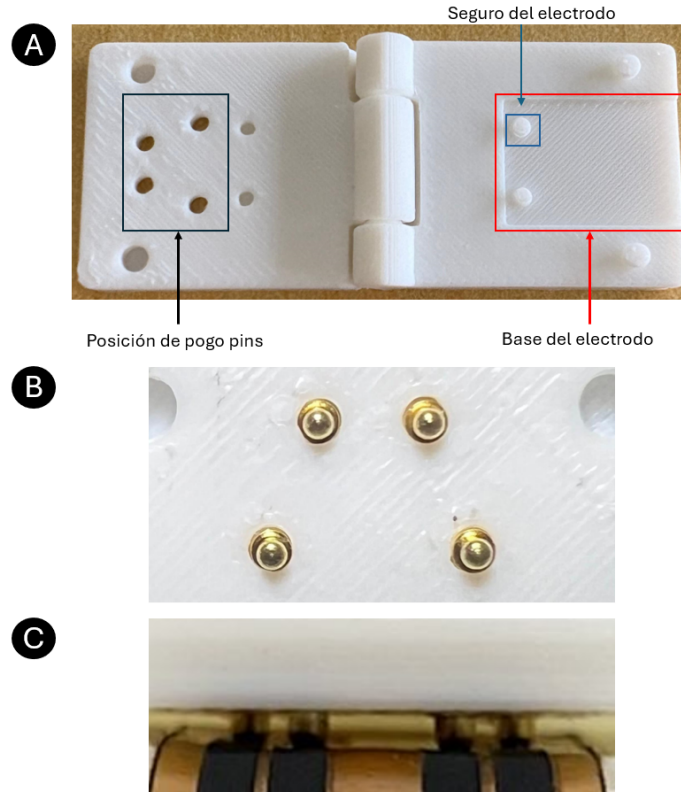 Seguro del electrodo
A
Posición de pogo pins
Base del electrodo
B
C